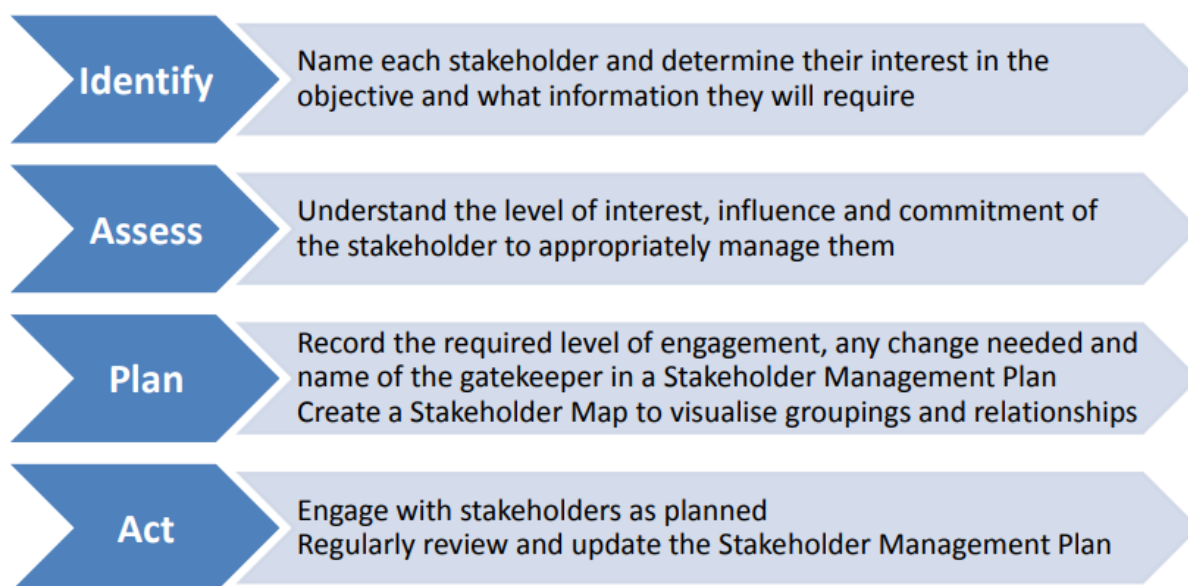 Identify
Name each stakeholder and determine their interest in the
objective and what information they will require
Assess
Understand the level of interest, influence and commitment of
the stakeholder to appropriately manage them
Plan
Record the required level of engagement, any change needed and
name of the gatekeeper in a Stakeholder Management Plan
Create a Stakeholder Map to visualise groupings and relationships
Act
Engage with stakeholders as planned
Regularly review and update the Stakeholder Management Plan